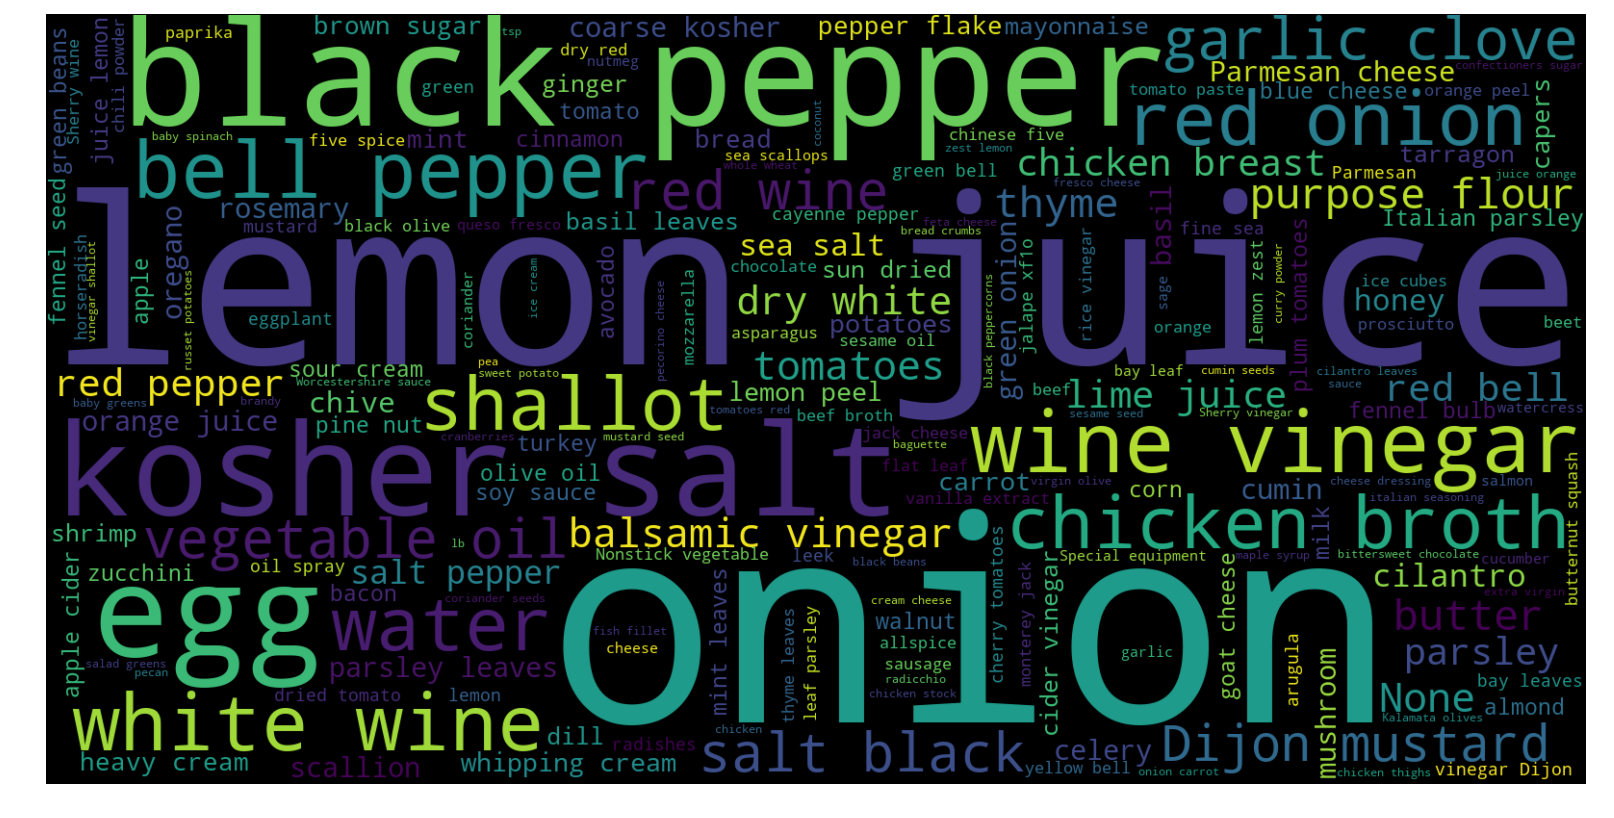 green beans
Sherry wine
juice lemon
chili powder
paprika
brown sugar
tsp
coarse kosher
dry red
nutmeg
pepper flake
mayonnaise
garlic clove
black pepper
green
ginger
tomato
Parmesan cheese
confectioners sugar
tomato paste
blue cheese
orange peel
red onion
capers
baby spinach
five spice
mint
cinnamon
bread
coconut
chinese five
zest lemon
sea scallops
whole wheat
green bell
chicken breast
tarragon
Parmesan
juice orange
bell pepper
red wine
fresco cheese
purpose flour
fennel seed
oregano
rosemary
mustard
black olive
queso fresco
basil leaves
cayenne pepper
feta cheese
bread crumbs
thyme
basil
fine sea
Italian parsley
lemon juice
horseradish
vinegar shallot
apple
russet potatoes
eggplant
coriander
ice cream
avocado
pecorino cheese
mozzarella
sea salt
chocolate
sun dried
dry white
asparagus
potatoes
sesame oil
black peppercorns
green onion
jalape xf1o
rice vinegar
sage
orange
lemon zest
curry powder
plum tomatoes
ice cubes
honey
prosciutto
beet
tomatoes
red pepper
sour cream
Worcestershire sauce
pea
sweet potato
bay leaf
cumin seeds
cilantro leaves
sauce
red bell
baby greens
brandy
chive
shallot
lemon peel
beef
lime juice
orange juice
pine nut
tomatoes red
beef broth
sesame seed
Sherry vinegar
fennel bulb
watercress
kosher salt
cranberries
turkey
mustard seed
jack cheese
baguette
wine vinegar
olive oil
soy sauce
flat leaf
carrot
virgin olive
vanilla extract
corn
cumin
cheese dressing
salmon
italian seasoning
butternut squash
shrimp
vegetable oil
lb
balsamic vinegar
chicken broth
milk
apple cider
zucchini
oil spray
salt pepper
Nonstick vegetable
leek
black beans
cherry tomatoes
Special equipment
maple syrup
bittersweet chocolate
cucumber
cilantro
extra virgin
egg
bacon
coriander seeds
water
onion
fish fillet
cheese
mint leaves
thyme leaves
leaf parsley
cream cheese
walnut
allspice
sausage
radicchio
chicken stock
monterey jack
cider vinegar
garlic
goat cheese
arugula
mushroom
butter
parsley
salad greens
pecan
parsley leaves
dried tomato
lemon
None
bay leaves
Kalamata olives
almond
white wine
dill
radishes
chicken
heavy cream
scallion
whipping cream
salt black
celery
yellow bell
onion carrot
Dijon mustard
chicken thighs
vinegar Dijon